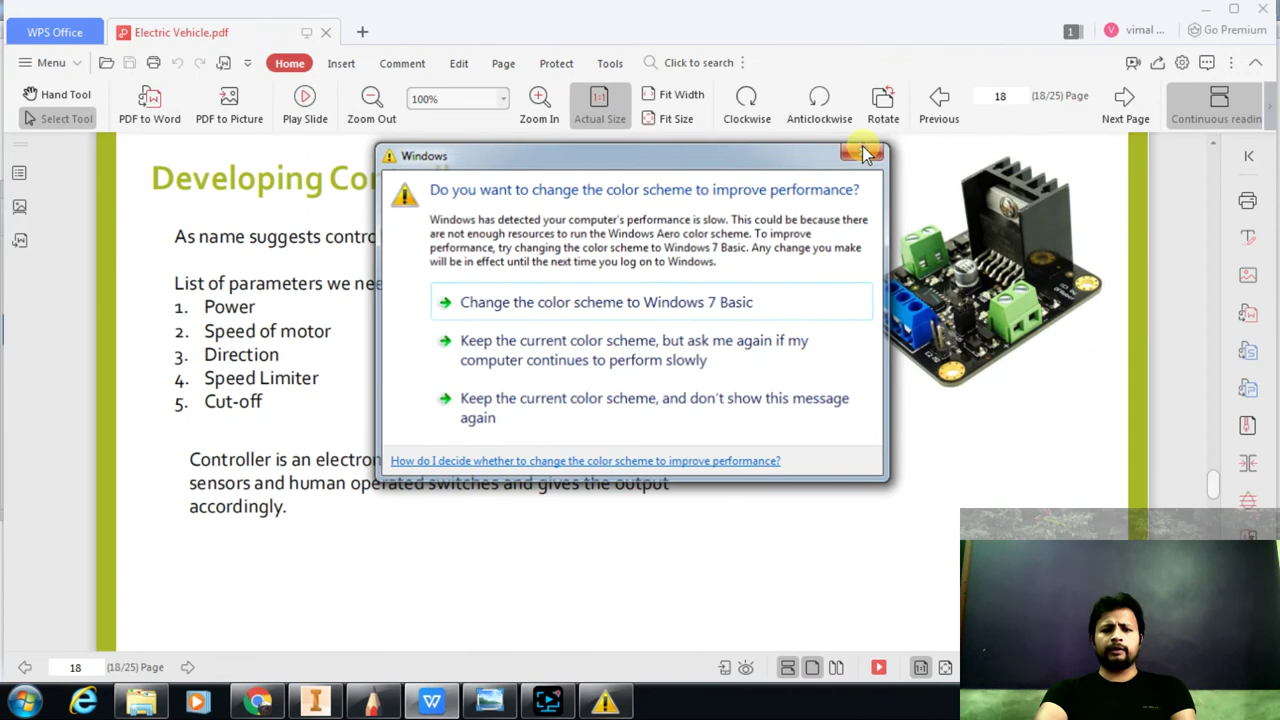 WPS Office
Electric Vehicle.pdf
1
vimal ...
Go Premium
Menu
Home
Insert
Comment
Edit
Page
Protect
Tools
Click to search
Hand Tool
Select Tool
PDF to Word
PDF to Picture
Play Slide
Zoom Out
100%
Zoom In
1:1
Actual Size
Fit Width
Fit Size
Clockwise
Anticlockwise
Rotate
Previous
18
(18/25) Page
Next Page
Continuous readin
Developing Co
As name suggests contro
List of parameters we nee
1. Power
2. Speed of motor
3. Direction
4. Speed Limiter
5. Cut-off
Controller is an electron
sensors and human operated switches and gives the output
accordingly.
Windows
Do you want to change the color scheme to improve performance?
Windows has detected your computer's performance is slow. This could be because there
are not enough resources to run the Windows Aero color scheme. To improve
performance, try changing the color scheme to Windows 7 Basic. Any change you make
will be in effect until the next time you log on to Windows.
Change the color scheme to Windows 7 Basic
Keep the current color scheme, but ask me again if my
computer continues to perform slowly
Keep the current color scheme, and don't show this message
again
How do I decide whether to change the color scheme to improve performance?
18
(18/25) Page